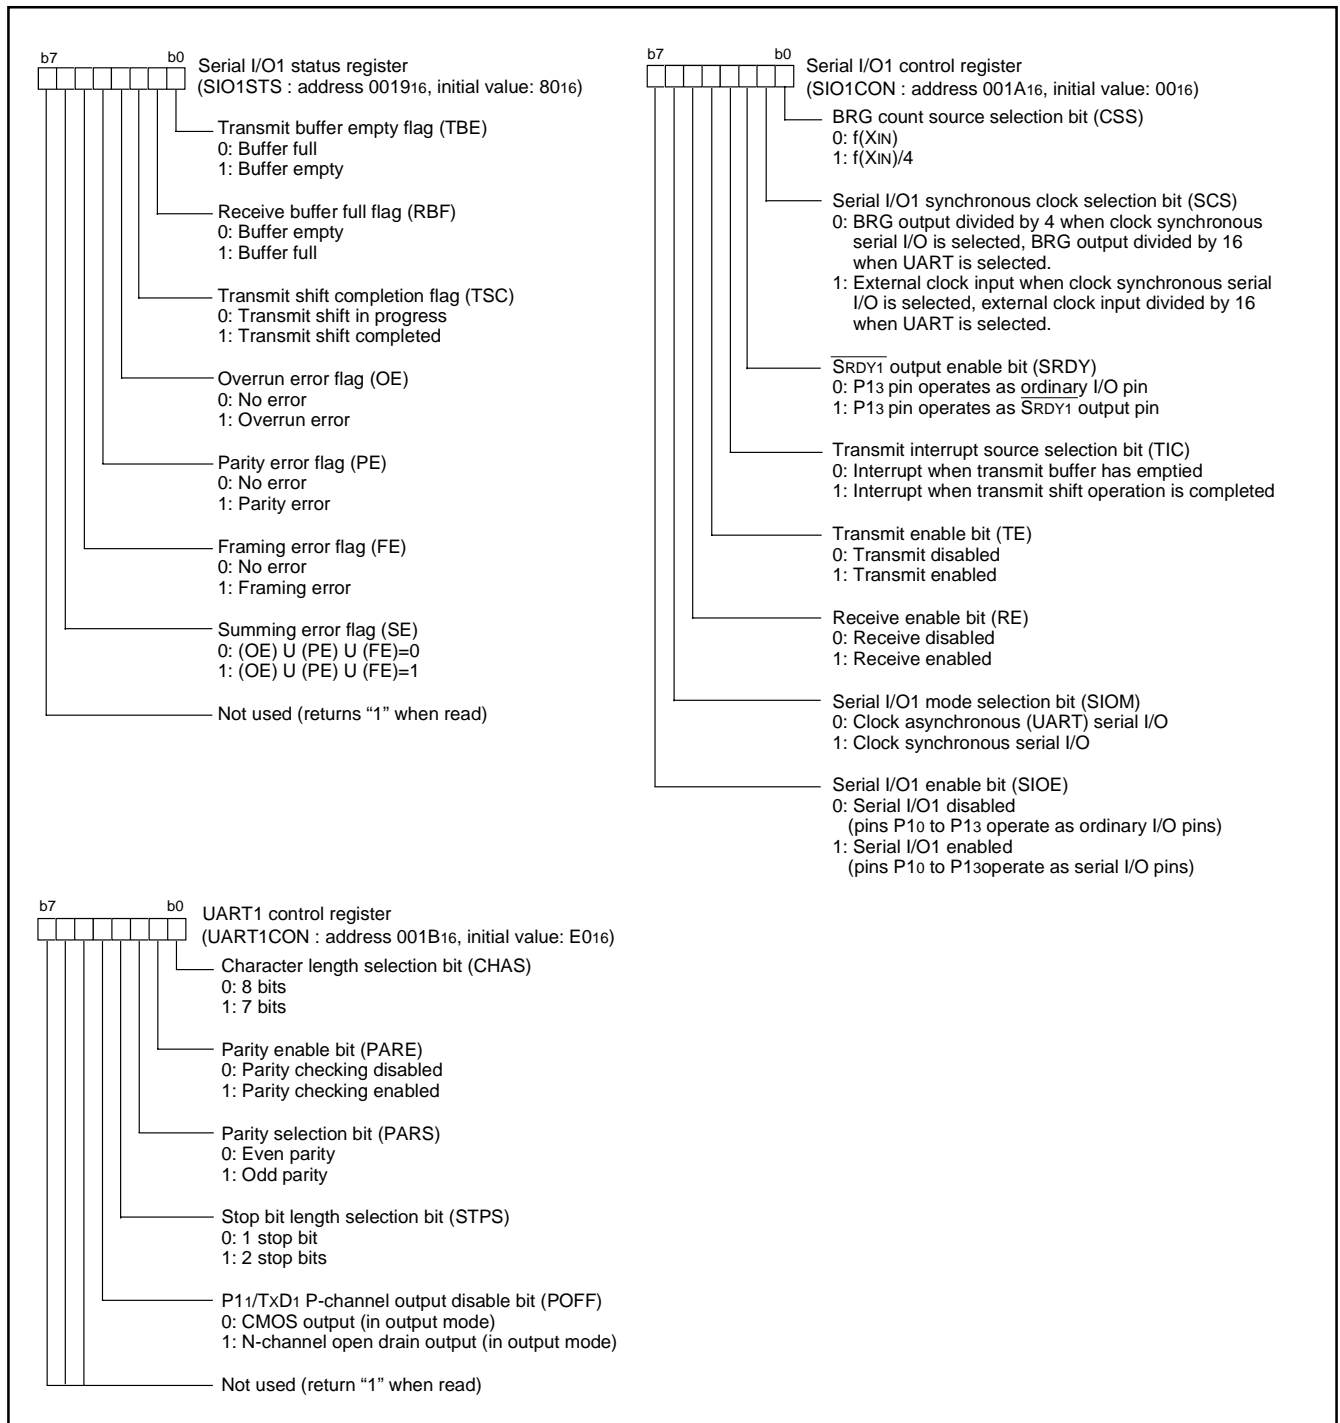 b7 b0
Serial I/O1 status register
(SIO1STS : address 001916, initial value: 8016)
Transmit buffer empty flag (TBE)
0: Buffer full
1: Buffer empty
Receive buffer full flag (RBF)
0: Buffer empty
1: Buffer full
Transmit shift completion flag (TSC)
0: Transmit shift in progress
1: Transmit shift completed
Overrun error flag (OE)
0: No error
1: Overrun error
Parity error flag (PE)
0: No error
1: Parity error
Framing error flag (FE)
0: No error
1: Framing error
Summing error flag (SE)
0: (OE) U (PE) U (FE)=0
1: (OE) U (PE) U (FE)=1
Not used (returns “1” when read)
b7 b0
Serial I/O1 control register
(SIO1CON : address 001A16, initial value: 0016)
BRG count source selection bit (CSS)
0: f(XIN)
1: f(XIN)/4
Serial I/O1 synchronous clock selection bit (SCS)
0: BRG output divided by 4 when clock synchronous
serial I/O is selected, BRG output divided by 16
when UART is selected.
1: External clock input when clock synchronous serial
I/O is selected, external clock input divided by 16
when UART is selected.
SRDY1 output enable bit (SRDY)
0: P13 pin operates as ordinary I/O pin
1: P13 pin operates as SRDY1 output pin
Transmit interrupt source selection bit (TIC)
0: Interrupt when transmit buffer has emptied
1: Interrupt when transmit shift operation is completed
Transmit enable bit (TE)
0: Transmit disabled
1: Transmit enabled
Receive enable bit (RE)
0: Receive disabled
1: Receive enabled
Serial I/O1 mode selection bit (SIOM)
0: Clock asynchronous (UART) serial I/O
1: Clock synchronous serial I/O
Serial I/O1 enable bit (SIOE)
0: Serial I/O1 disabled
(pins P10 to P13 operate as ordinary I/O pins)
1: Serial I/O1 enabled
(pins P10 to P13operate as serial I/O pins)
b7 b0
UART1 control register
(UART1CON : address 001B16, initial value: E016)
Character length selection bit (CHAS)
0: 8 bits
1: 7 bits
Parity enable bit (PARE)
0: Parity checking disabled
1: Parity checking enabled
Parity selection bit (PARS)
0: Even parity
1: Odd parity
Stop bit length selection bit (STPS)
0: 1 stop bit
1: 2 stop bits
P11/TXD1 P-channel output disable bit (POFF)
0: CMOS output (in output mode)
1: N-channel open drain output (in output mode)
Not used (return “1” when read)